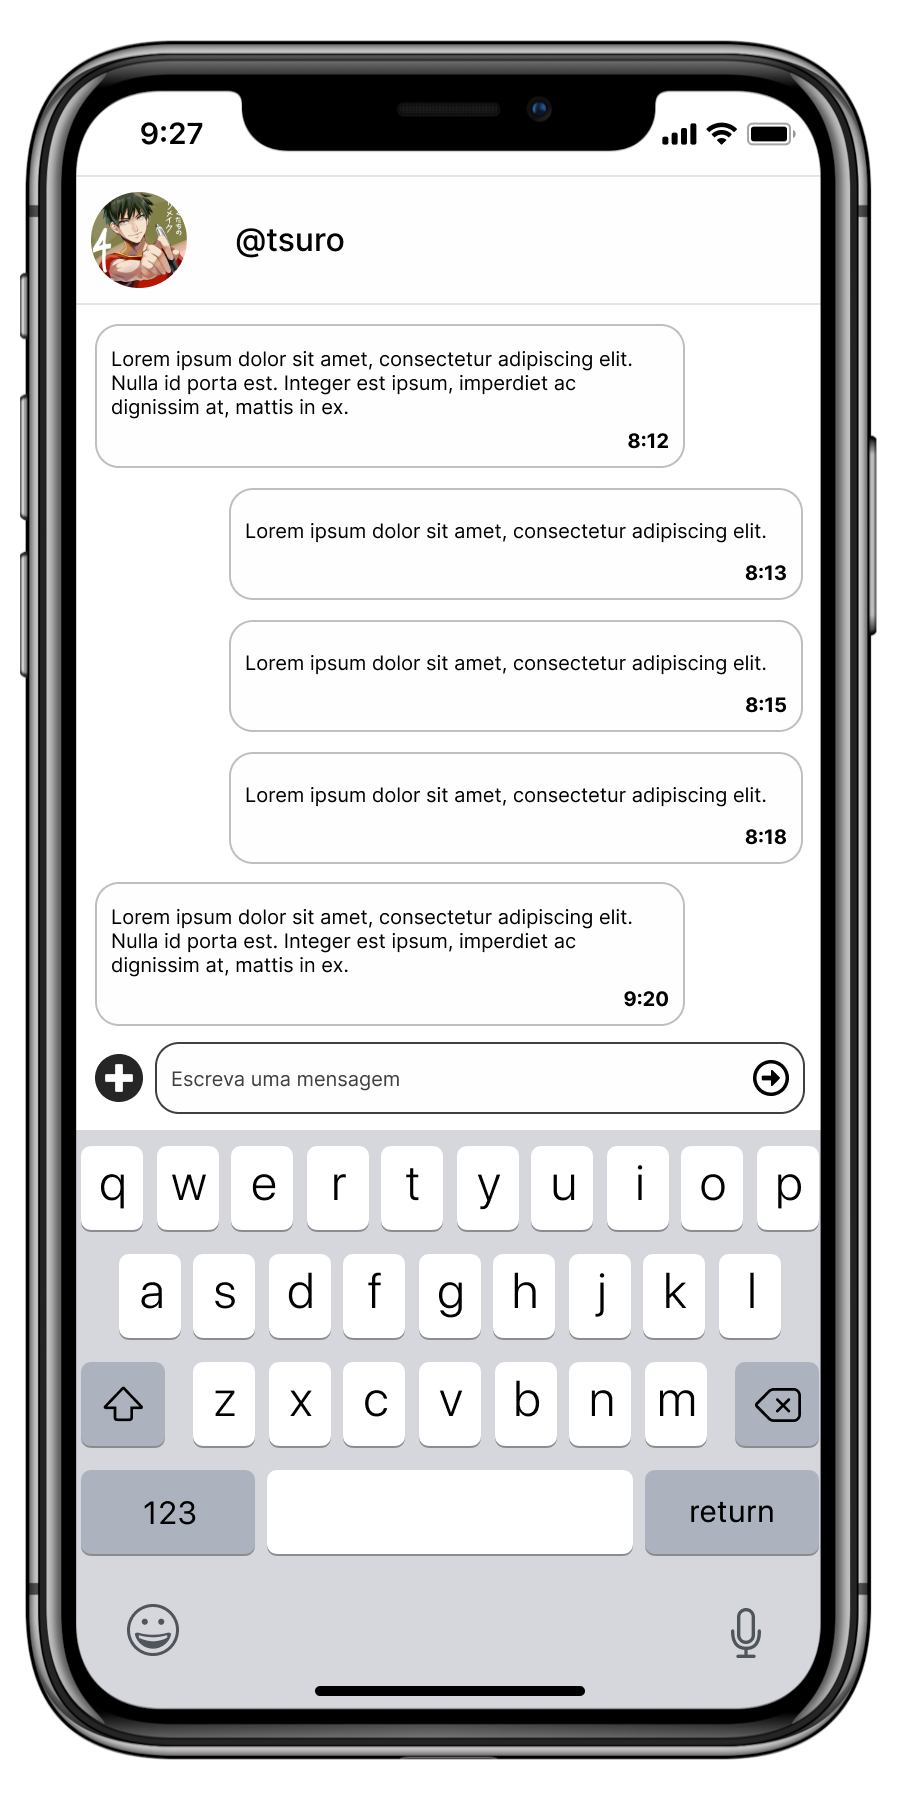 9:27
@tsuro
Lorem ipsum dolor sit amet, consectetur adipiscing elit.
Nulla id porta est. Integer est ipsum, imperdiet ac
dignissim at, mattis in ex.
8:12
Lorem ipsum dolor sit amet, consectetur adipiscing elit.
8:13
Lorem ipsum dolor sit amet, consectetur adipiscing elit.
8:15
Lorem ipsum dolor sit amet, consectetur adipiscing elit.
8:18
Lorem ipsum dolor sit amet, consectetur adipiscing elit.
Nulla id porta est. Integer est ipsum, imperdiet ac
dignissim at, mattis in ex.
9:20
Escreva uma mensagem
q w e r t y u i o p
a s d f g h j k l
z x c v b n m
123 return